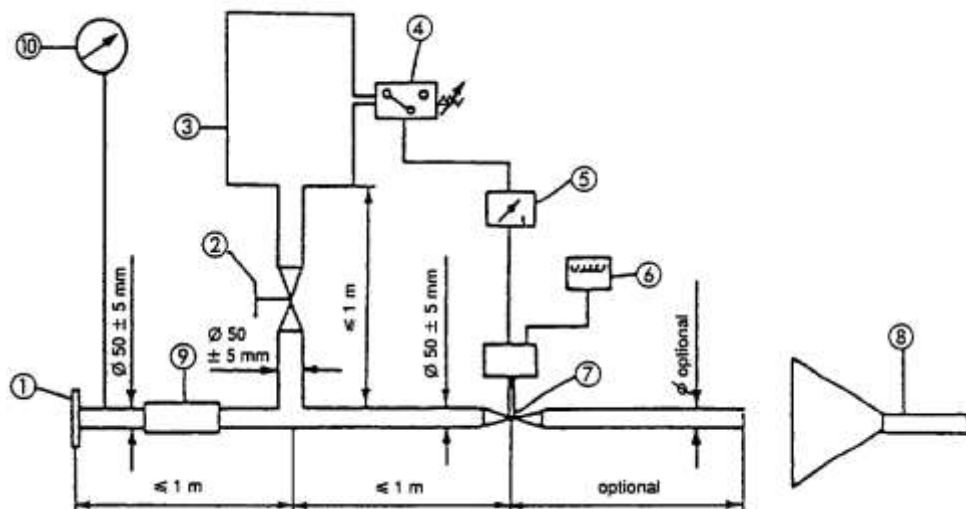 ⑩
④
③
⑤
②
⑥
≤ 1 m
Ø 50 ± 5 mm
Ø 50
± 5 mm
Ø 50 ± 5 mm
ϕ optional
⑨
⑦
⑧
①
≤ 1 m
≤ 1 m
optional